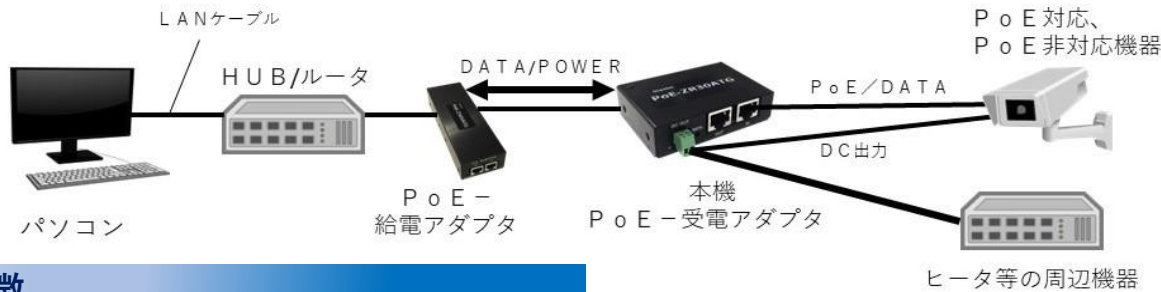 ＬＡＮケーブル
ＰｏＥ対応、
ＰｏＥ非対応機器
ＨＵＢ/ルータ
DATA/POWER
PoE-ZR30ATG
ＰｏＥ／ＤＡＴＡ
ＤＣ出力
ＰｏＥ－
給電アダプタ
本機
ＰｏＥ－受電アダプタ
パソコン
ヒータ等の周辺機器